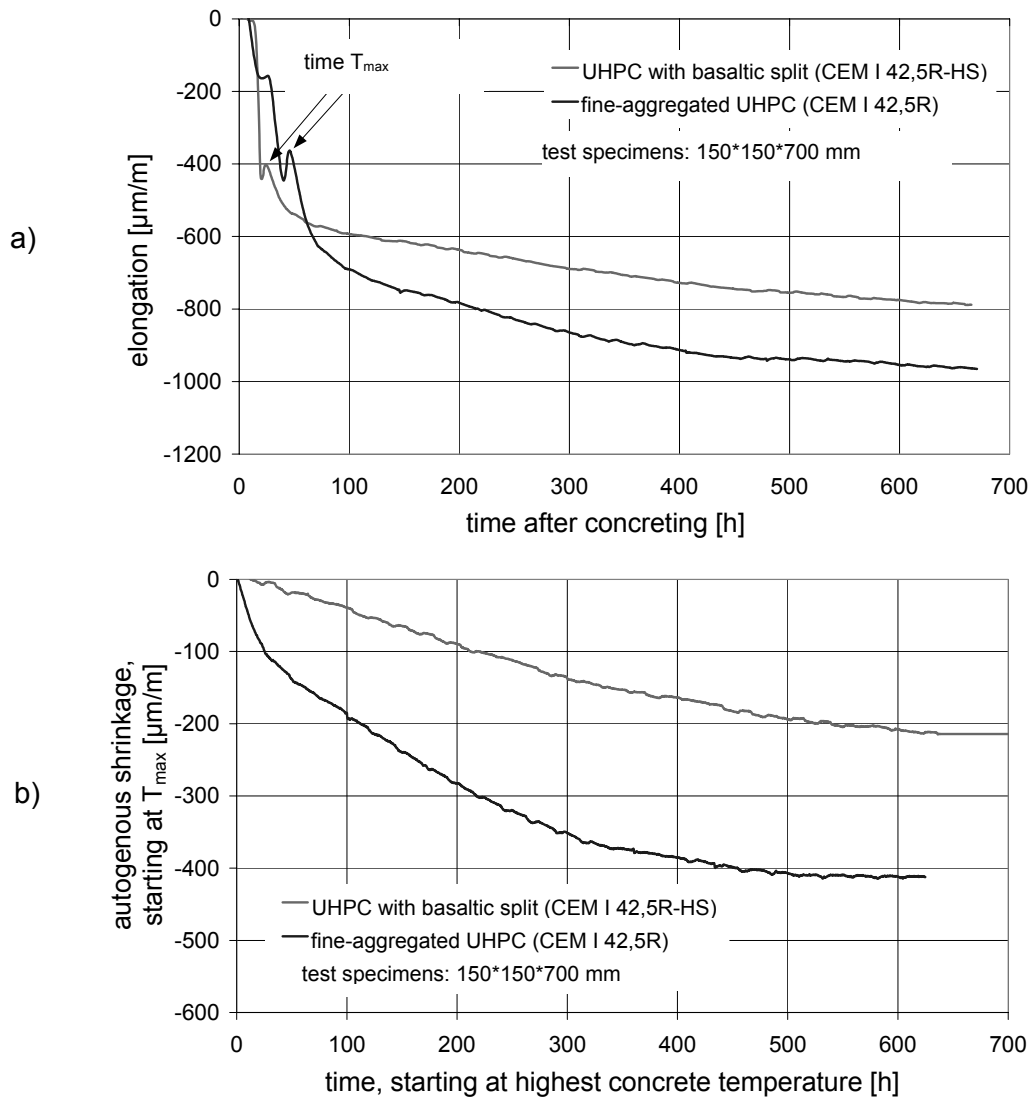 0
-200
-400
-600
-800
-1000
-1200
elongation [µm/m]
a)
time Tmax
UHPC with basaltic split (CEM I 42,5R-HS)
fine-aggregated UHPC (CEM I 42,5R)
test specimens: 150*150*700 mm
0 100 200 300 400 500 600 700
time after concreting [h]
0
-100
-200
-300
-400
-500
-600
autogenous shrinkage,
starting at Tmax [µm/m]
b)
UHPC with basaltic split (CEM I 42,5R-HS)
fine-aggregated UHPC (CEM I 42,5R)
test specimens: 150*150*700 mm
0 100 200 300 400 500 600 700
time, starting at highest concrete temperature [h]